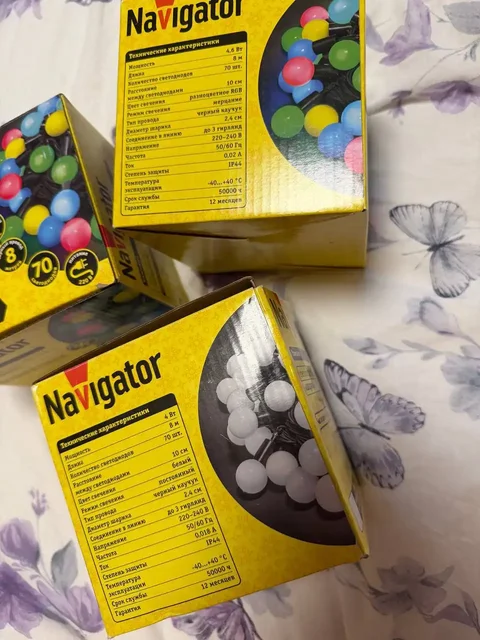 Navigator
Технические характеристики
Мощность 4,6 Вт
Длина 8 м
Количество светодиодов 70 шт.
Расстояние
между светодиодами 10 см
Цвет свечения разноцветное RGB
Режим свечения мерцание
Тип провода черный каучук
Диаметр шарика 2.4 см
Соединение в линию до 3 гирлянд
Напряжение 220-240 В
Частота 50/60 Гц
Ток 0,02 А
Степень защиты IP44
Температура
эксплуатации -40...+40 °C
Срок службы 50000 ч
Гарантия 12 месяцев
8
70
220 В
Navigator
Технические характеристики
Мощность 4 Вт
Длина 8 м
Количество светодиодов 70 шт.
Расстояние
между светодиодами 10 см
Цвет свечения белый
Режим свечения постоянный
Тип провода черный каучук
Диаметр шарика 2.4 см
Соединение в линию до 3 гирлянд
Напряжение 220-240 В
Частота 50/60 Гц
Ток 0,018 А
Степень защиты IP44
Температура
эксплуатации -40...+40 °C
Срок службы 50000 ч
Гарантия 12 месяцев